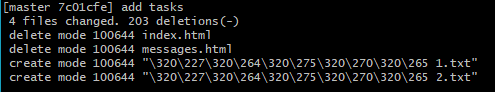 [master 7c01cfe] add tasks
4 files changed. 203 deletions(-)
delete mode 100644 index.html
delete mode 100644 messages.html
create mode 100644 "\320\227\320\264\320\275\320\270\320\265 1.txt"
create mode 100644 "\320\227\320\264\320\275\320\270\320\265 2.txt"